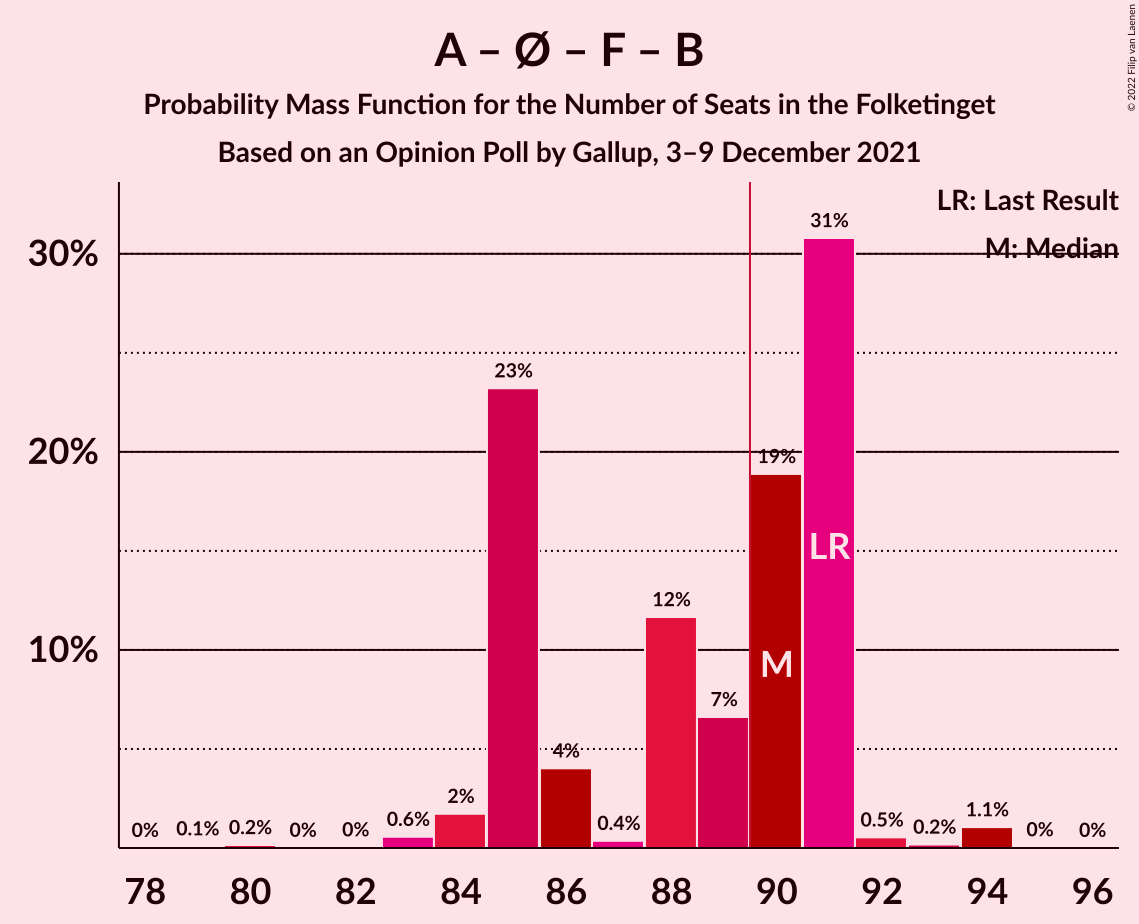 A – Ø – F – B
Probability Mass Function for the Number of Seats in the Folketinget
Based on an Opinion Poll by Gallup, 3–9 December 2021
© 2022 Filip van Laenen
LR: Last Result
M: Median
30%
20%
10%
0%
0.1%
0.2%
0%
0%
0.6%
2%
23%
4%
0.4%
12%
7%
19%
31%
0.5%
0.2%
1.1%
0%
0%
M
LR
78 80 82 84 86 88 90 92 94 96